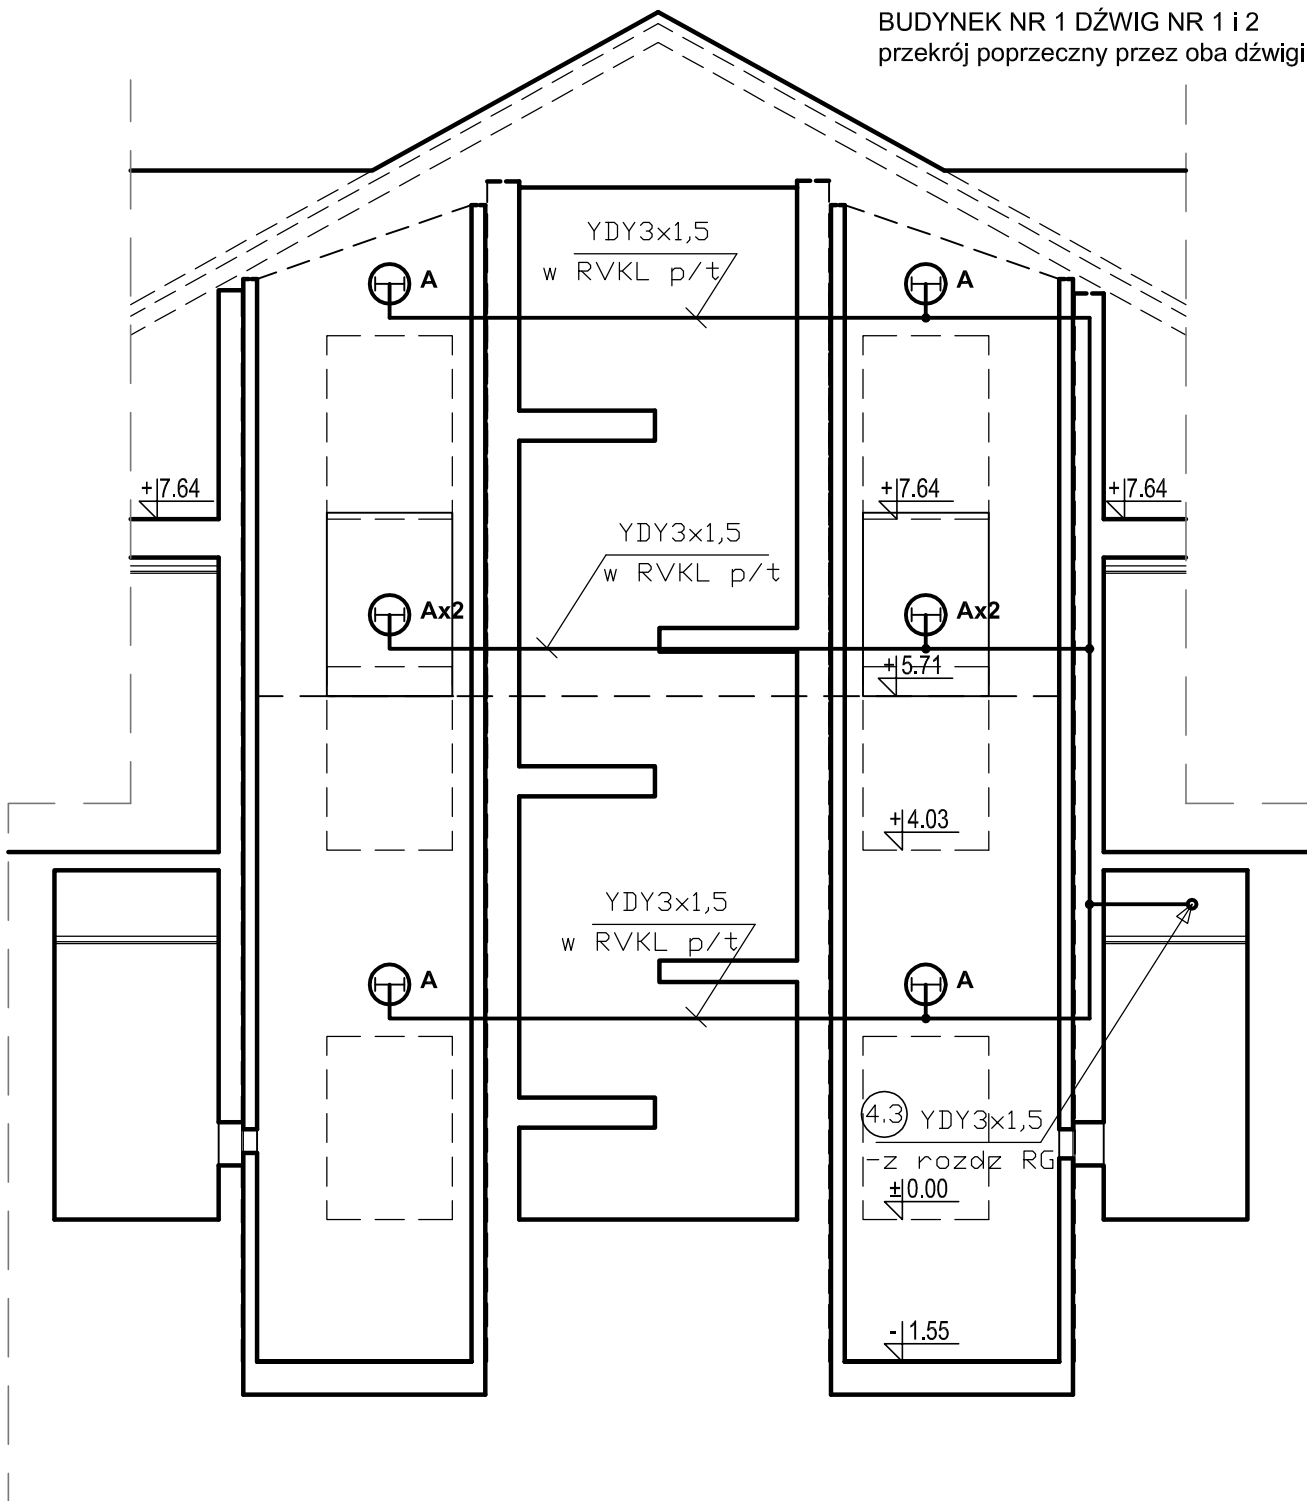 BUDYNEK NR 1 DŹWIG NR 1 i 2
przekrój poprzeczny przez oba dźwigi
YDY3x1,5
w RVKL p/t
A
A
+7.64
+7.64
+7.64
YDY3x1,5
w RVKL p/t
Ax2
Ax2
+5.71
+4.03
YDY3x1,5
w RVKL p/t
A
A
4.3 YDY3x1,5
-z rozdz RG
±0.00
-1.55